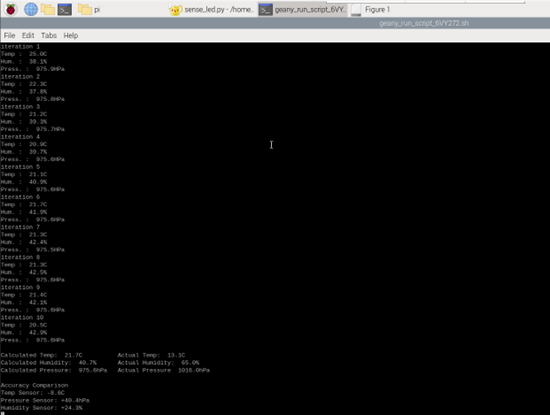 pi
sense_led.py - /home...
geany_run_script_6VY...
Figure 1
geany_run_script_6VY272.sh
File Edit Tabs Help
iteration 1
Temp : 25.0C
Hum. : 38.1%
Press. : 975.9HPa
iteration 2
Temp : 22.3C
Hum. : 37.8%
Press. : 975.8HPa
iteration 3
Temp : 21.2C
Hum. : 39.3%
Press. : 975.7HPa
iteration 4
Temp : 20.9C
Hum. : 39.7%
Press. : 975.6HPa
iteration 5
Temp : 21.1C
Hum. : 40.9%
Press. : 975.6HPa
iteration 6
Temp : 21.7C
Hum. : 41.9%
Press. : 975.6HPa
iteration 7
Temp : 21.3C
Hum. : 42.4%
Press. : 975.5HPa
iteration 8
Temp : 21.3C
Hum. : 42.5%
Press. : 975.6HPa
iteration 9
Temp : 21.4C
Hum. : 42.1%
Press. : 975.6HPa
iteration 10
Temp : 20.5C
Hum. : 42.9%
Press. : 975.6HPa
Calculated Temp: 21.7C Actual Temp: 13.1C
Calculated Humidity: 40.7% Actual Humidity: 65.0%
Calculated Pressure: 975.6hPa Actual Pressure 1016.0hPa
Accuracy Comparison
Temp Sensor: -8.6C
Pressure Sensor: +40.4hPa
Humidity Sensor: +24.3%